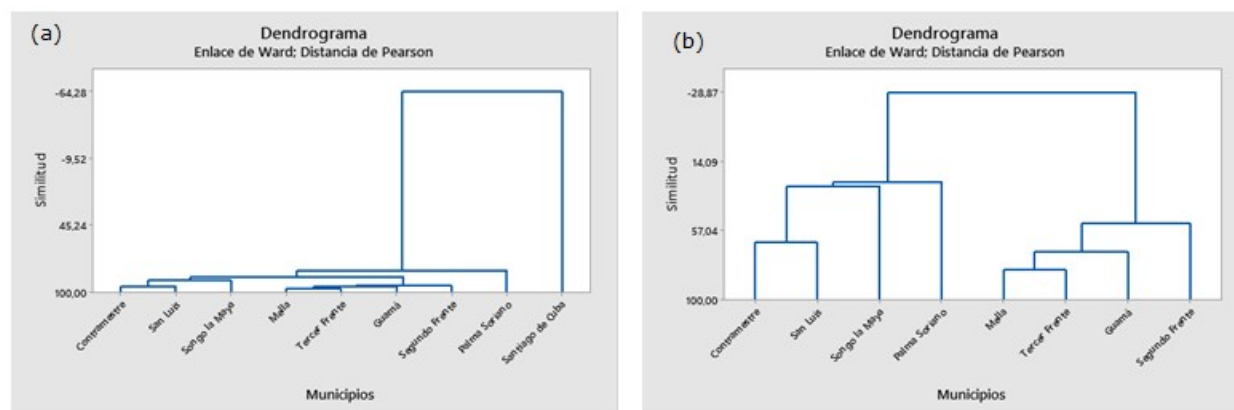 (a)
Dendrograma
Enlace de Ward; Distancia de Pearson
-64,28
-9,52
45,24
100,00
Similitud
Contramestre
San Luis
Songo la Maya
Mella
Tercer Frente
Guamá
Segundo Frente
Palma Soriano
Santiago de Cuba
Municipios
(b)
Dendrograma
Enlace de Ward; Distancia de Pearson
-28,87
14,09
57,04
100,00
Similitud
Contramestre
San Luis
Songo la Maya
Palma Soriano
Mella
Tercer Frente
Guamá
Segundo Frente
Municipios